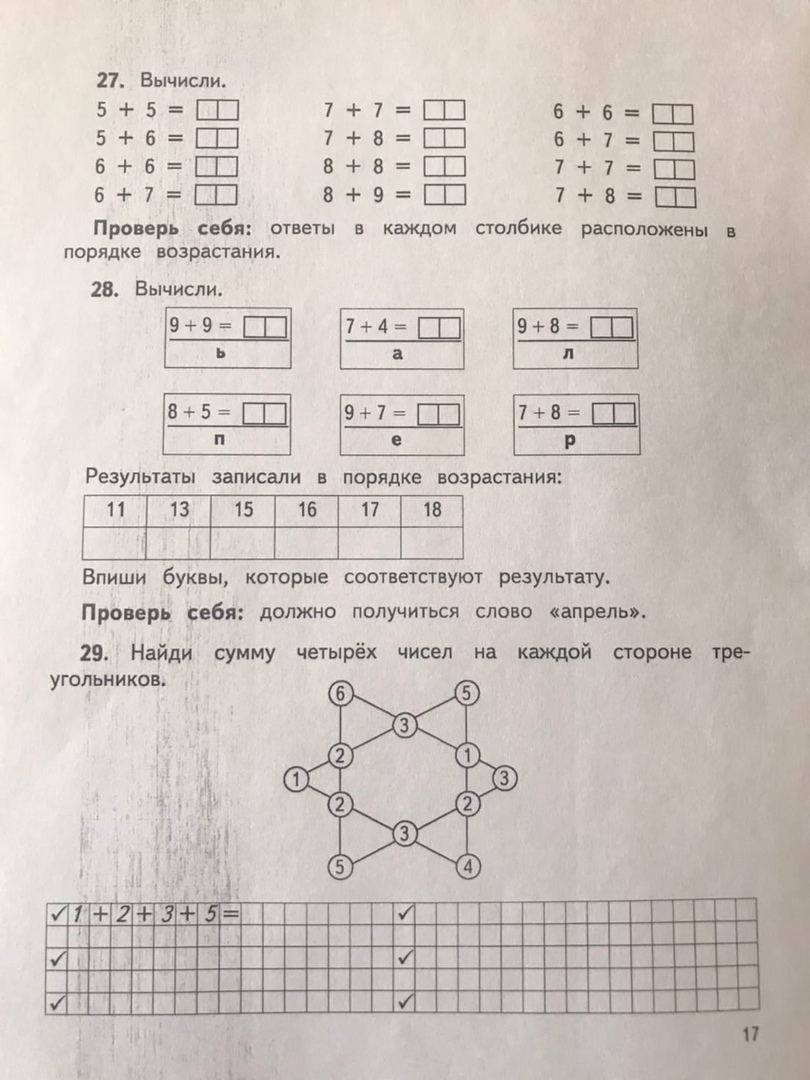 27. Вычисли.
5 + 5 = 7 + 7 = 6 + 6 =
5 + 6 = 7 + 8 = 6 + 7 =
6 + 6 = 8 + 8 = 7 + 7 =
6 + 7 = 8 + 9 = 7 + 8 =
Проверь себя: ответы в каждом столбике расположены в
порядке возрастания.
28. Вычисли.
9 + 9 = 7 + 4 = 9 + 8 =
ь а л
8 + 5 = 9 + 7 = 7 + 8 =
п е р
Результаты записали в порядке возрастания:
11 13 15 16 17 18
Впиши буквы, которые соответствуют результату.
Проверь себя: должно получиться слово «апрель».
29. Найди сумму четырёх чисел на каждой стороне тре-
угольников.
6 5
3
2 1
1 3
2 2
3
5 4
✓ 1 + 2 + 3 + 5 = ✓
✓ ✓
✓ ✓
17